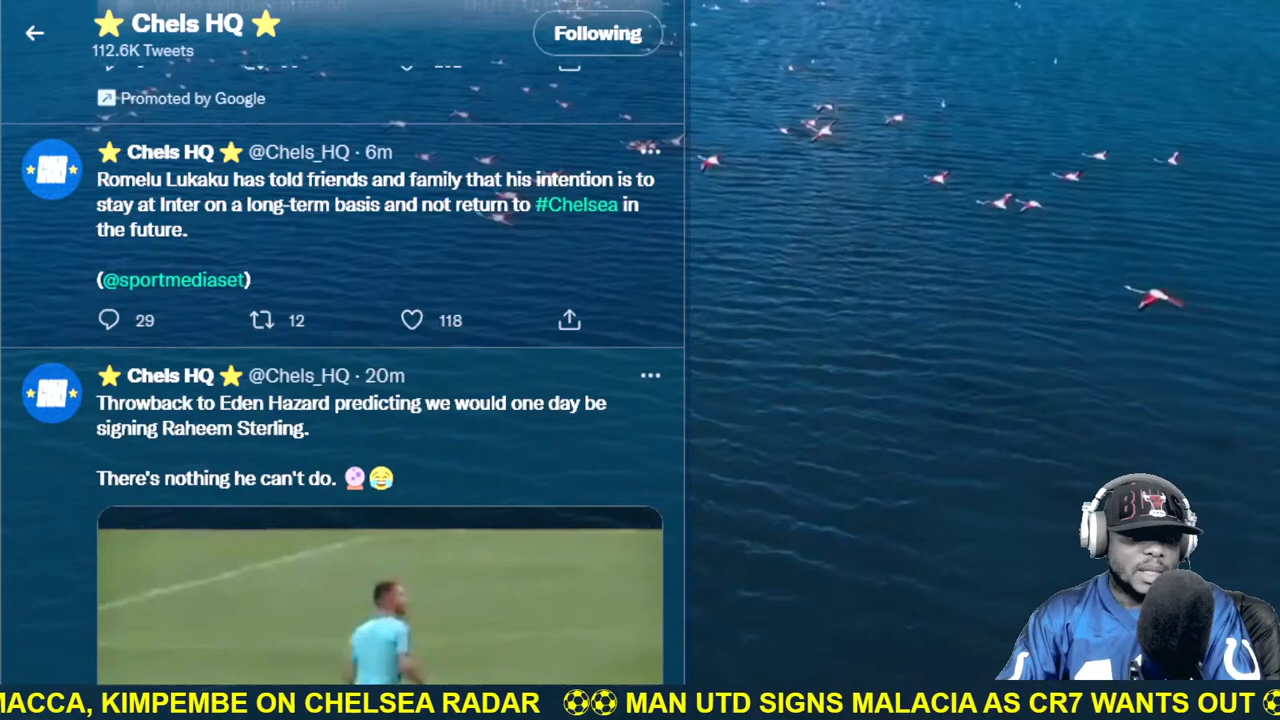 ⭐ Chels HQ ⭐
112.6K Tweets
Following
Promoted by Google
⭐ Chels HQ ⭐ @Chels_HQ · 6m
Romelu Lukaku has told friends and family that his intention is to
stay at Inter on a long-term basis and not return to #Chelsea in
the future.
(@sportmediaset)
29 12 118
⭐ Chels HQ ⭐ @Chels_HQ · 20m
Throwback to Eden Hazard predicting we would one day be
signing Raheem Sterling.
There's nothing he can't do. 🔮😂
BULLS
MACCA, KIMPEMBE ON CHELSEA RADAR ⚽⚽ MAN UTD SIGNS MALACIA AS CR7 WANTS OUT